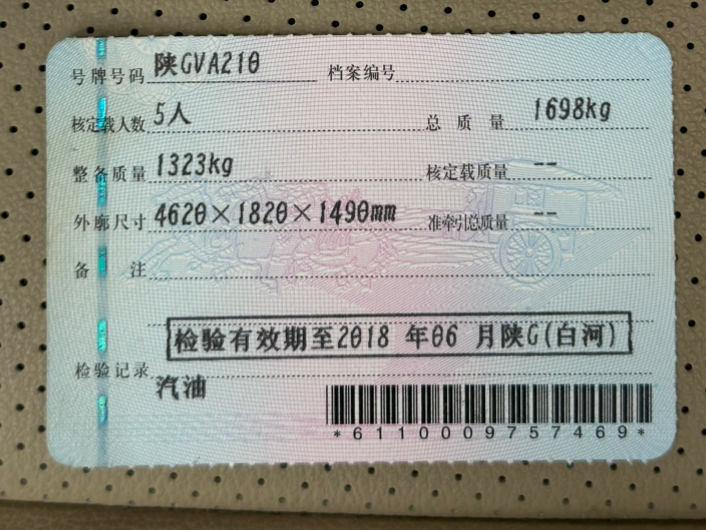 号牌号码 陕GVA210 档案编号
核定载人数 5人 总质量 1698kg
整备质量 1323kg 核定载质量 --
外廓尺寸 4620×1820×1490mm 准牵引总质量 --
备注
检验有效期至2018 年06 月陕G(白河)
检验记录
汽油
*6110009757469*